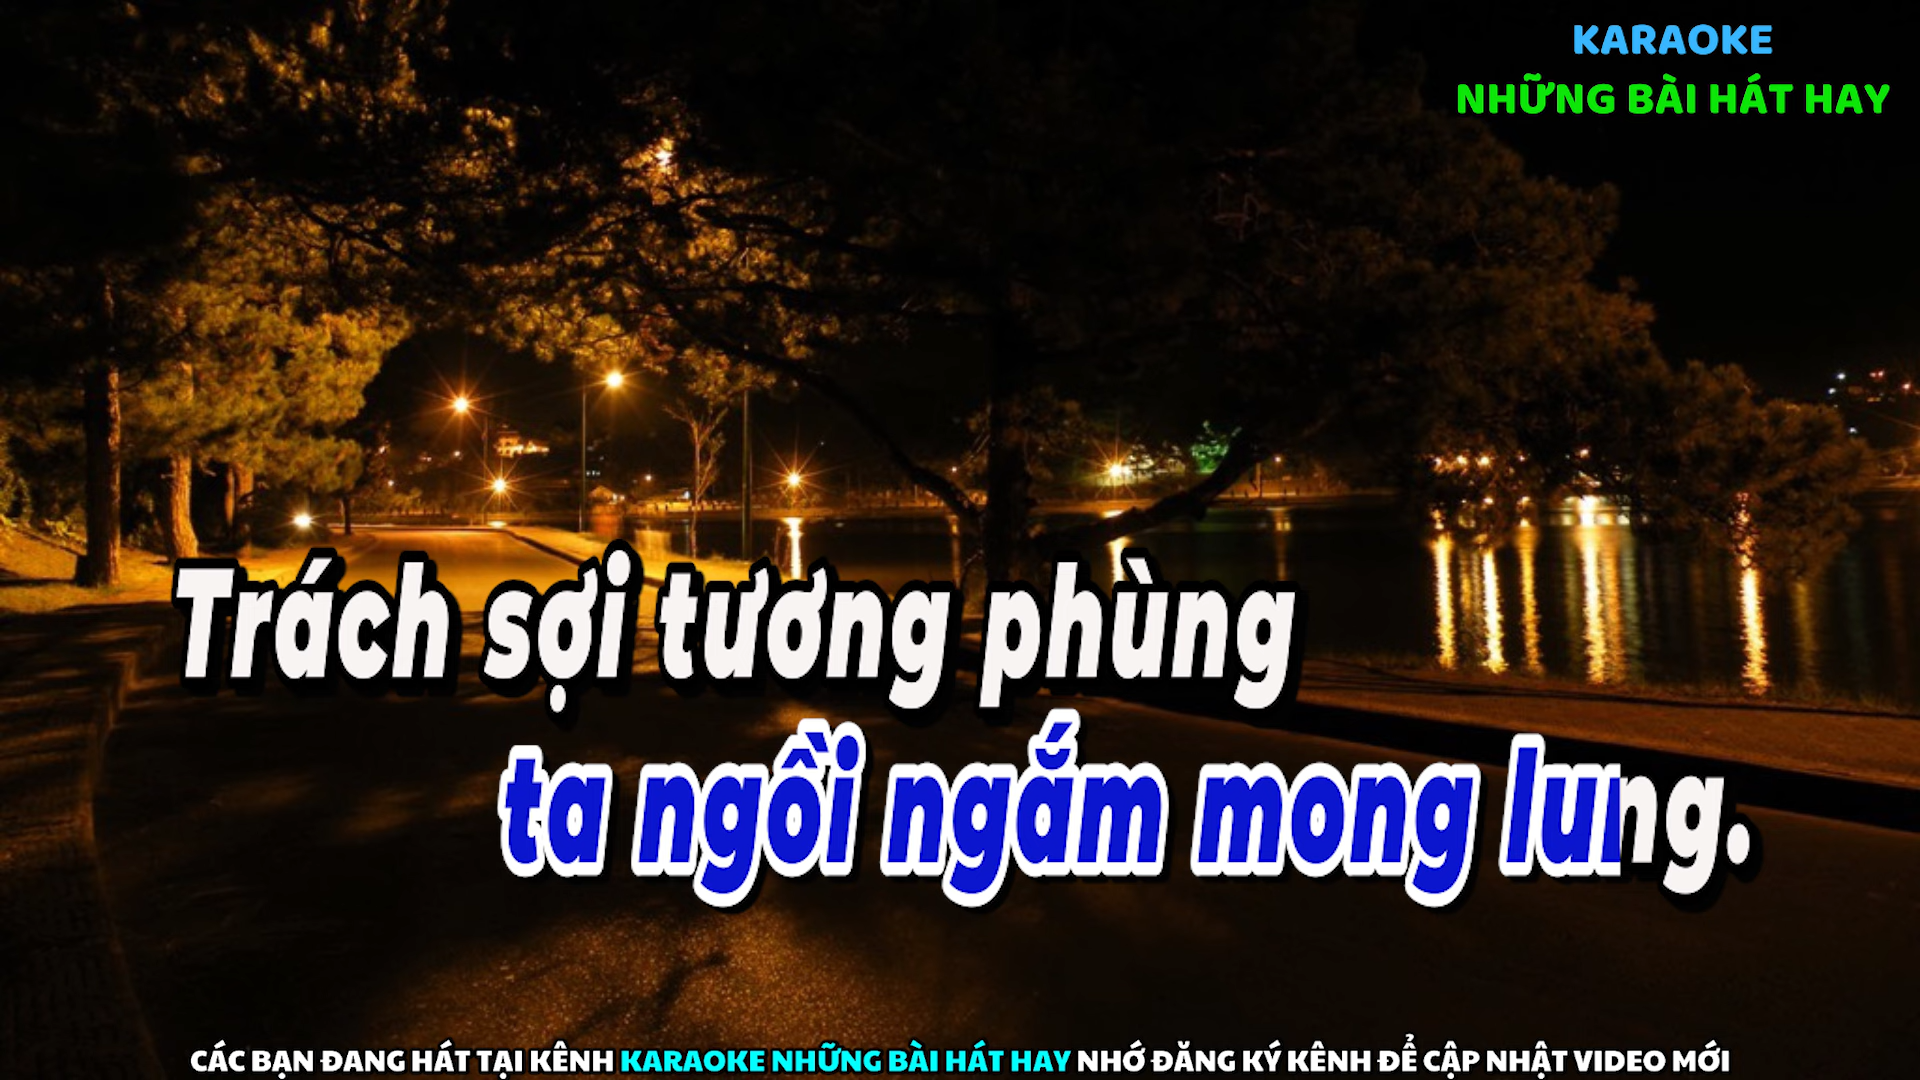 KARAOKE
NHỮNG BÀI HÁT HAY
Trách sợi tương phùng
ta ngồi ngắm mong lung.
CÁC BẠN ĐANG HÁT TẠI KÊNH KARAOKE NHỮNG BÀI HÁT HAY NHỚ ĐĂNG KÝ KÊNH ĐỂ CẬP NHẬT VIDEO MỚI